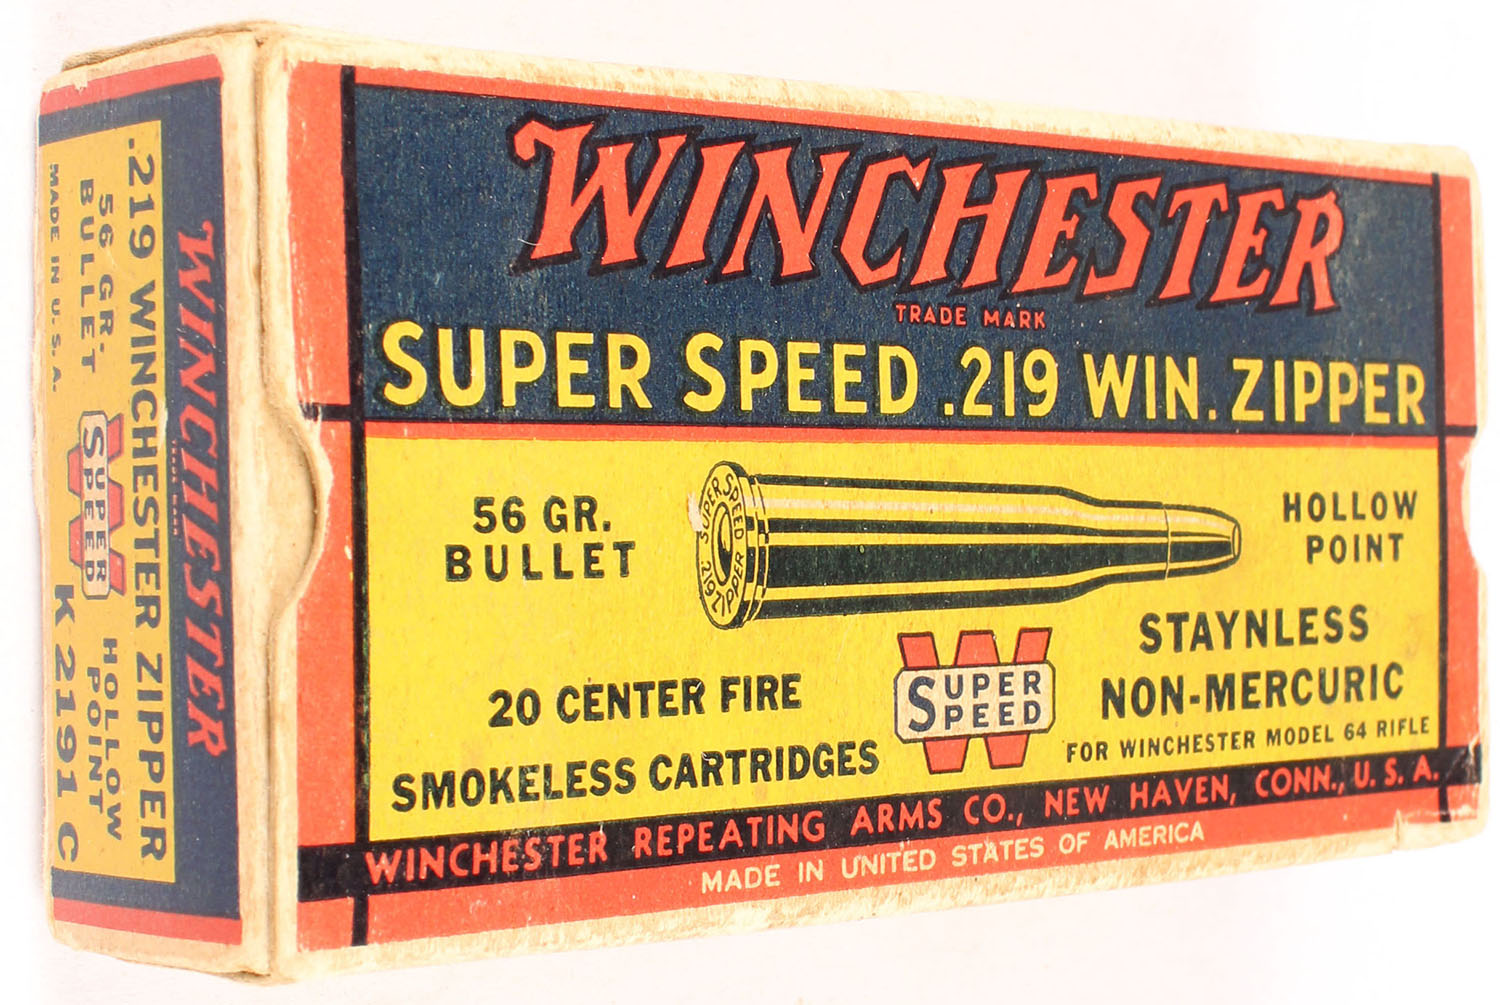 WINCHESTER
TRADE MARK
SUPER SPEED .219 WIN. ZIPPER
56 GR.
BULLET
SUPER SPEED
219 ZIPPER
HOLLOW
POINT
STAYNLESS
NON-MERCURIC
FOR WINCHESTER MODEL 64 RIFLE
20 CENTER FIRE
SMOKELESS CARTRIDGES
W
SUPER
SPEED
WINCHESTER REPEATING ARMS CO., NEW HAVEN, CONN., U. S. A.
MADE IN UNITED STATES OF AMERICA
WINCHESTER
TRADE MARK
.219 WINCHESTER ZIPPER
56 GR.
BULLET
W
SUPER
SPEED
HOLLOW
POINT
MADE IN U. S. A.
K 2191 C